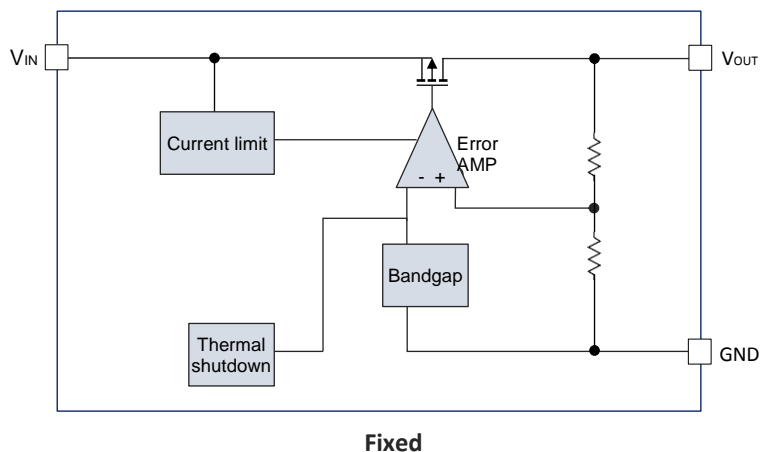 VIN
VOUT
Current limit
Error
AMP
- +
Bandgap
Thermal
shutdown
GND
Fixed